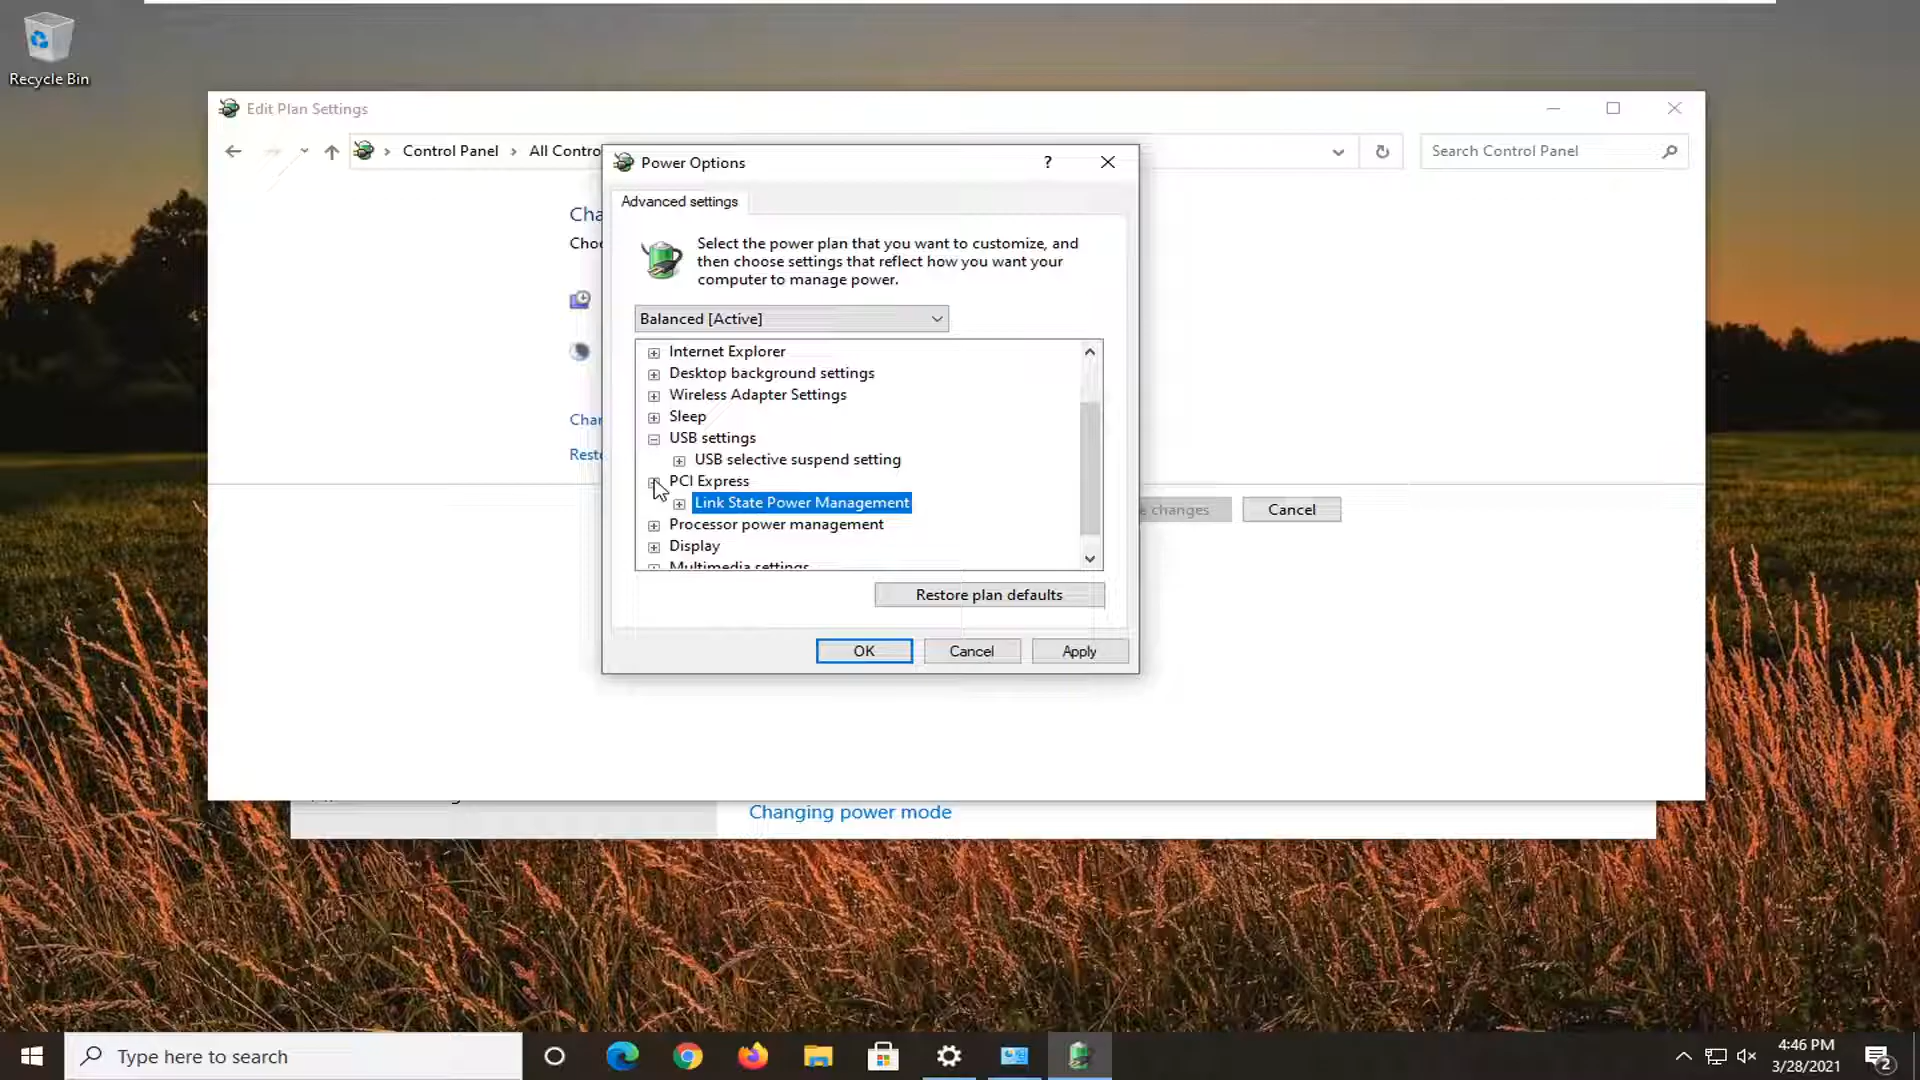 Recycle Bin
Edit Plan Settings
Control Panel
All Contro
Search Control Panel
Power Options
?
Advanced settings
Cha
Choo
Select the power plan that you want to customize, and
then choose settings that reflect how you want your
computer to manage power.
Balanced [Active]
Internet Explorer
Desktop background settings
Wireless Adapter Settings
Sleep
USB settings
USB selective suspend setting
PCI Express
Link State Power Management
Processor power management
Display
Multimedia settings
Char
Resto
e changes
Cancel
Restore plan defaults
OK
Cancel
Apply
Changing power mode
Type here to search
4:46 PM
3/28/2021
2